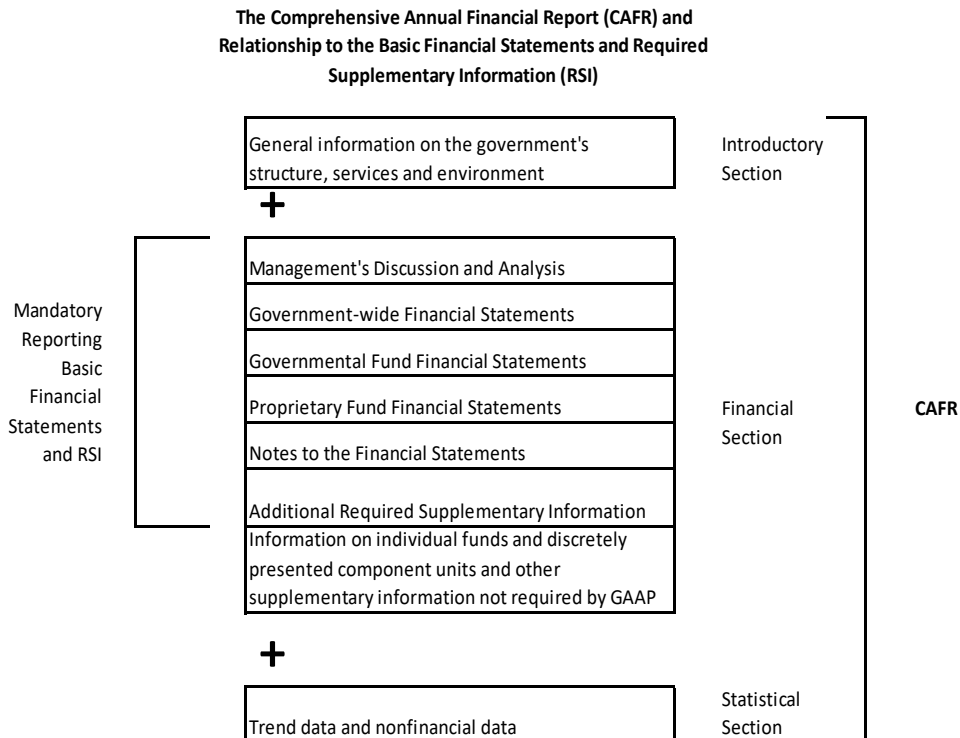 The Comprehensive Annual Financial Report (CAFR) and
Relationship to the Basic Financial Statements and Required
Supplementary Information (RSI)
General information on the government's
structure, services and environment
Introductory
Section
+
Mandatory
Reporting
Basic
Financial
Statements
and RSI
Management's Discussion and Analysis
Government-wide Financial Statements
Governmental Fund Financial Statements
Proprietary Fund Financial Statements
Notes to the Financial Statements
Additional Required Supplementary Information
Information on individual funds and discretely
presented component units and other
supplementary information not required by GAAP
Financial
Section
CAFR
+
Trend data and nonfinancial data
Statistical
Section